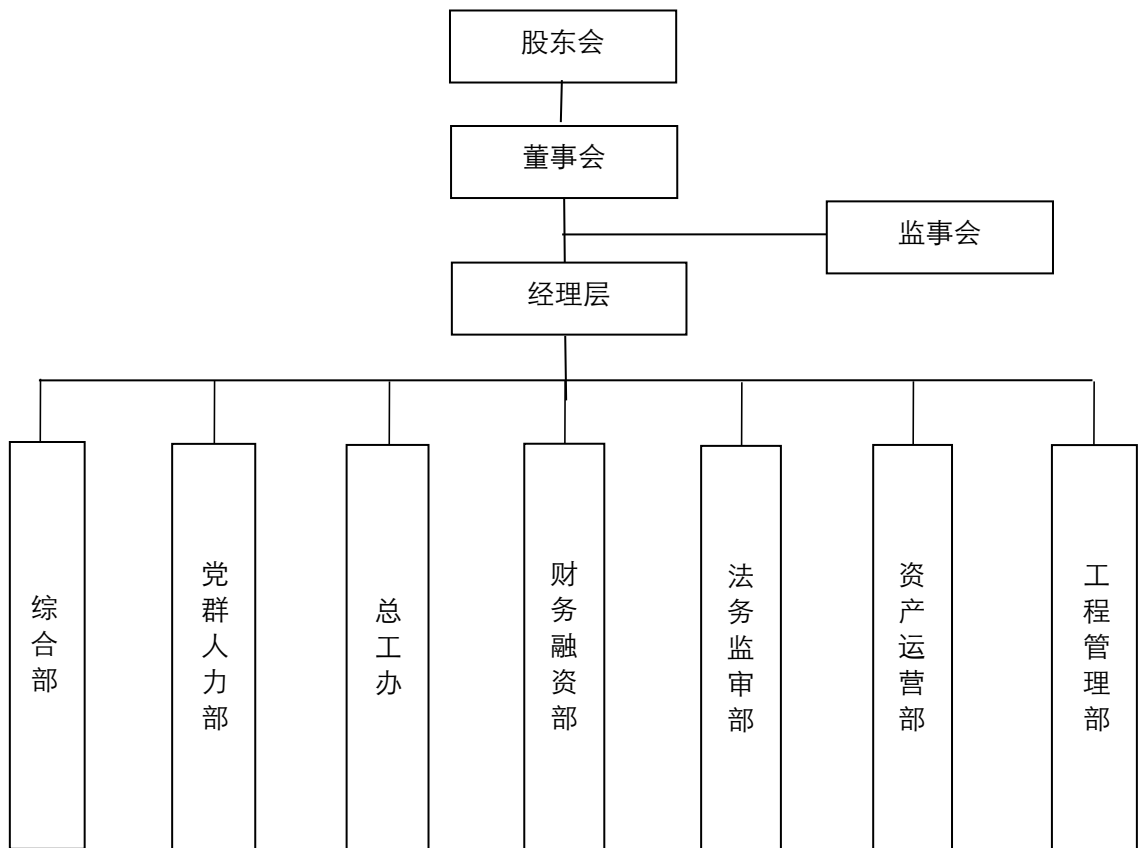 股东会
董事会
监事会
经理层
综合部
党群人力部
总工办
财务融资部
法务监审部
资产运营部
工程管理部